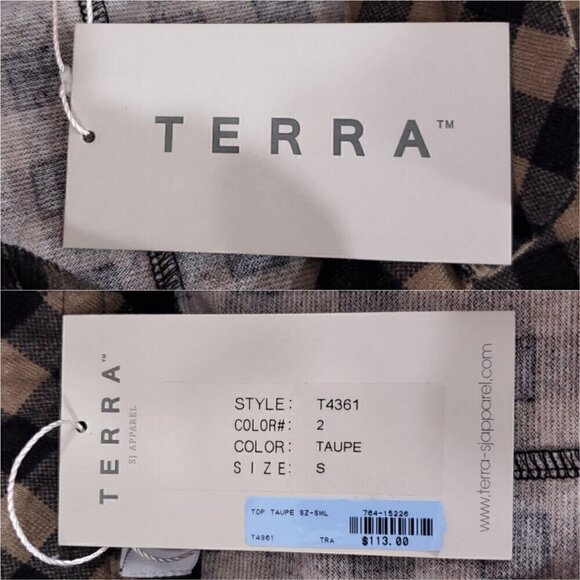 TERRA™
TERRA™
SJ APPAREL
STYLE: T4361
COLOR#: 2
COLOR: TAUPE
SIZE: S
www.terra-sjapparel.com
TOP TAUPE SZ-SML 764-15226
T4361 TRA $113.00